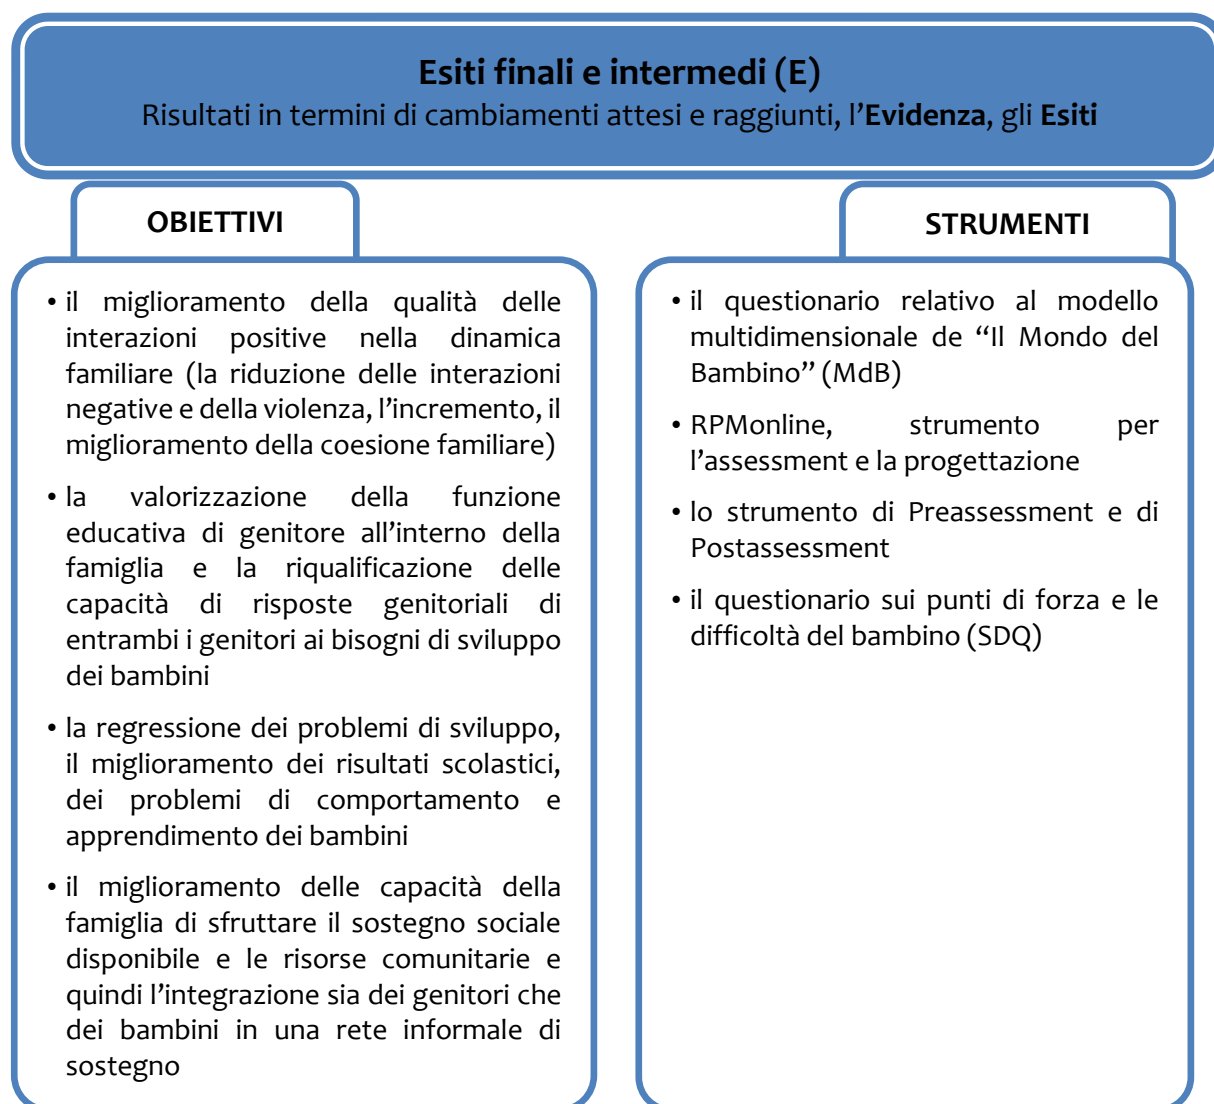 Esiti finali e intermedi (E)
Risultati in termini di cambiamenti attesi e raggiunti, l’Evidenza, gli Esiti
OBIETTIVI
• il miglioramento della qualità delle
interazioni positive nella dinamica
familiare (la riduzione delle interazioni
negative e della violenza, l’incremento, il
miglioramento della coesione familiare)
• la valorizzazione della funzione
educativa di genitore all’interno della
famiglia e la riqualificazione delle
capacità di risposte genitoriali di
entrambi i genitori ai bisogni di sviluppo
dei bambini
• la regressione dei problemi di sviluppo,
il miglioramento dei risultati scolastici,
dei problemi di comportamento e
apprendimento dei bambini
• il miglioramento delle capacità della
famiglia di sfruttare il sostegno sociale
disponibile e le risorse comunitarie e
quindi l’integrazione sia dei genitori che
dei bambini in una rete informale di
sostegno
STRUMENTI
• il questionario relativo al modello
multidimensionale de “Il Mondo del
Bambino” (MdB)
• RPMonline, strumento per
l’assessment e la progettazione
• lo strumento di Preassessment e di
Postassessment
• il questionario sui punti di forza e le
difficoltà del bambino (SDQ)